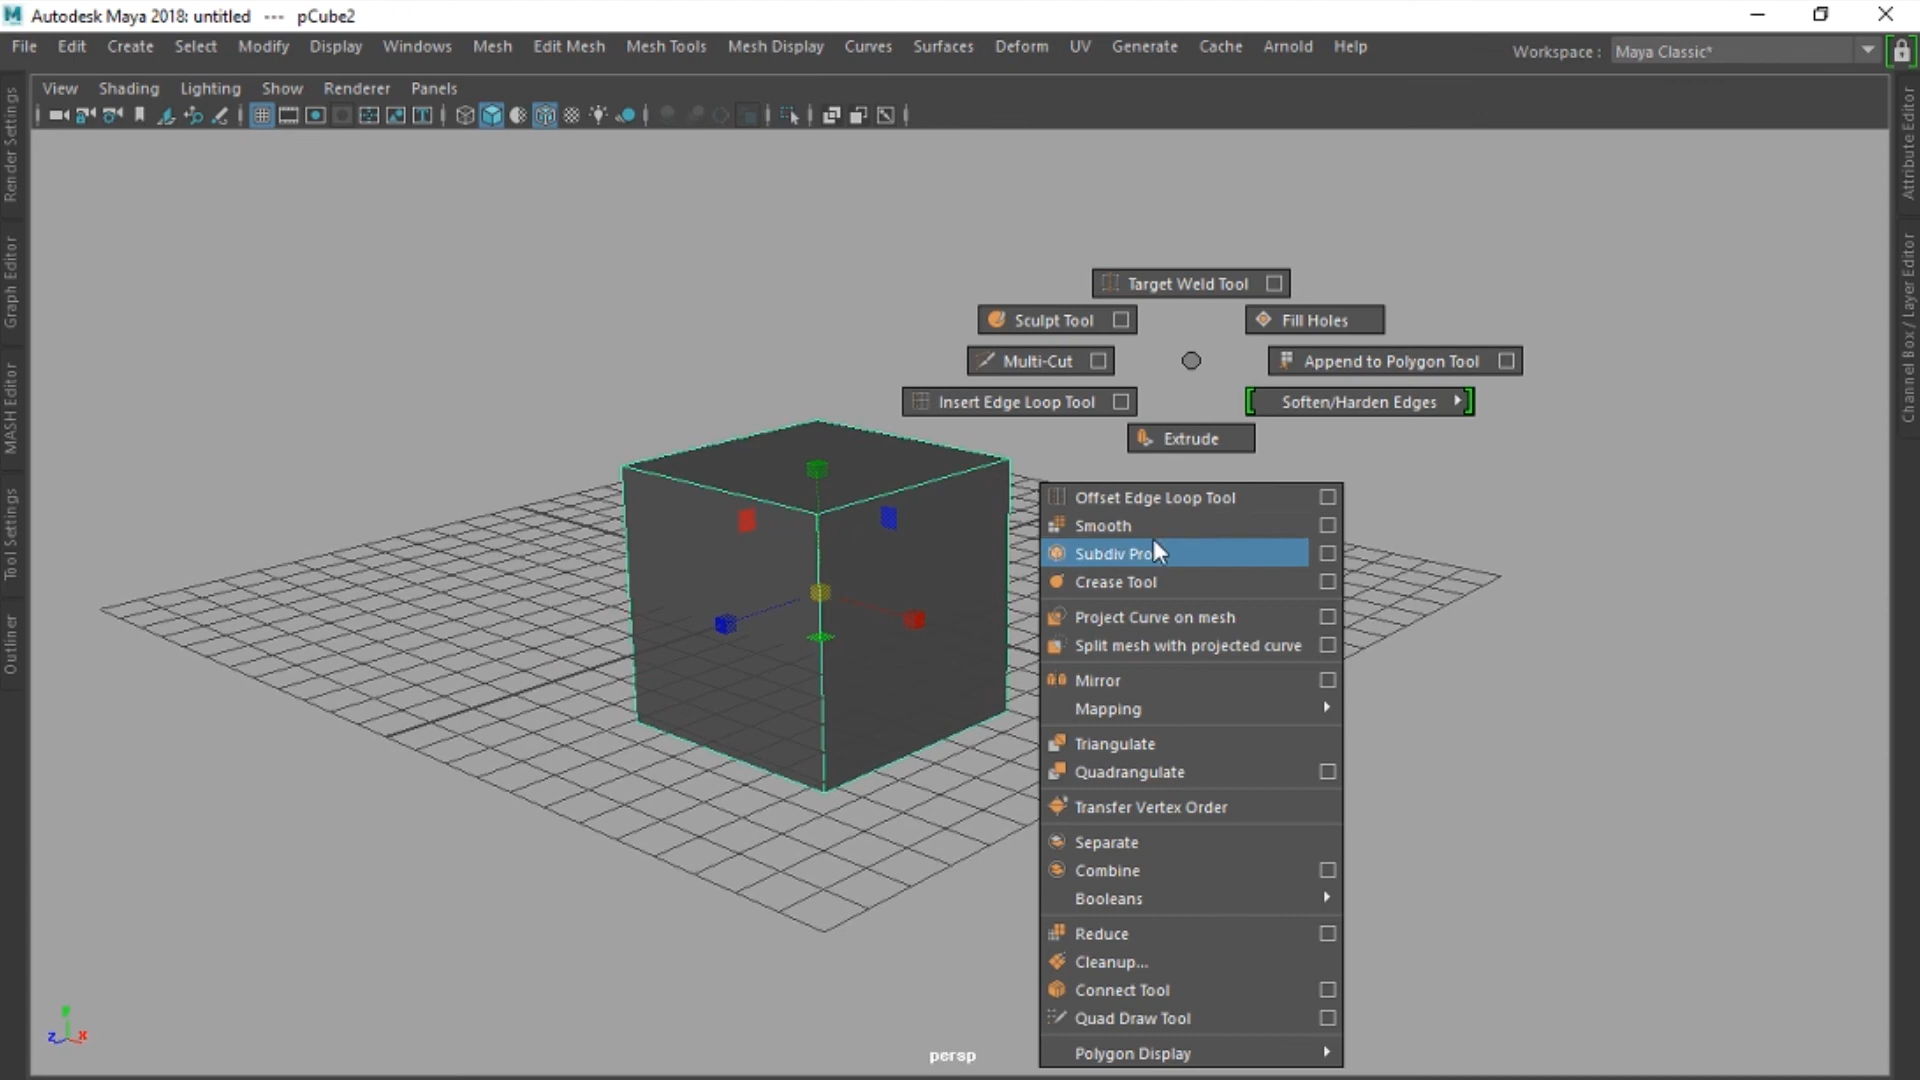 Autodesk Maya 2018: untitled --- pCube2
File Edit Create Select Modify Display Windows Mesh Edit Mesh Mesh Tools Mesh Display Curves Surfaces Deform UV Generate Cache Arnold Help
Workspace : Maya Classic*
View Shading Lighting Show Renderer Panels
Render Settings
Graph Editor
MASH Editor
Tool Settings
Outliner
Attribute Editor
Channel Box / Layer Editor
Target Weld Tool
Sculpt Tool
Fill Holes
Multi-Cut
Append to Polygon Tool
Insert Edge Loop Tool
Soften/Harden Edges
Extrude
Offset Edge Loop Tool
Smooth
Subdiv
Crease Tool
Project Curve on mesh
Split mesh with projected curve
Mirror
Mapping
Triangulate
Quadrangulate
Transfer Vertex Order
Separate
Combine
Booleans
Reduce
Cleanup...
Connect Tool
Quad Draw Tool
Polygon Display
persp
Y
Z X